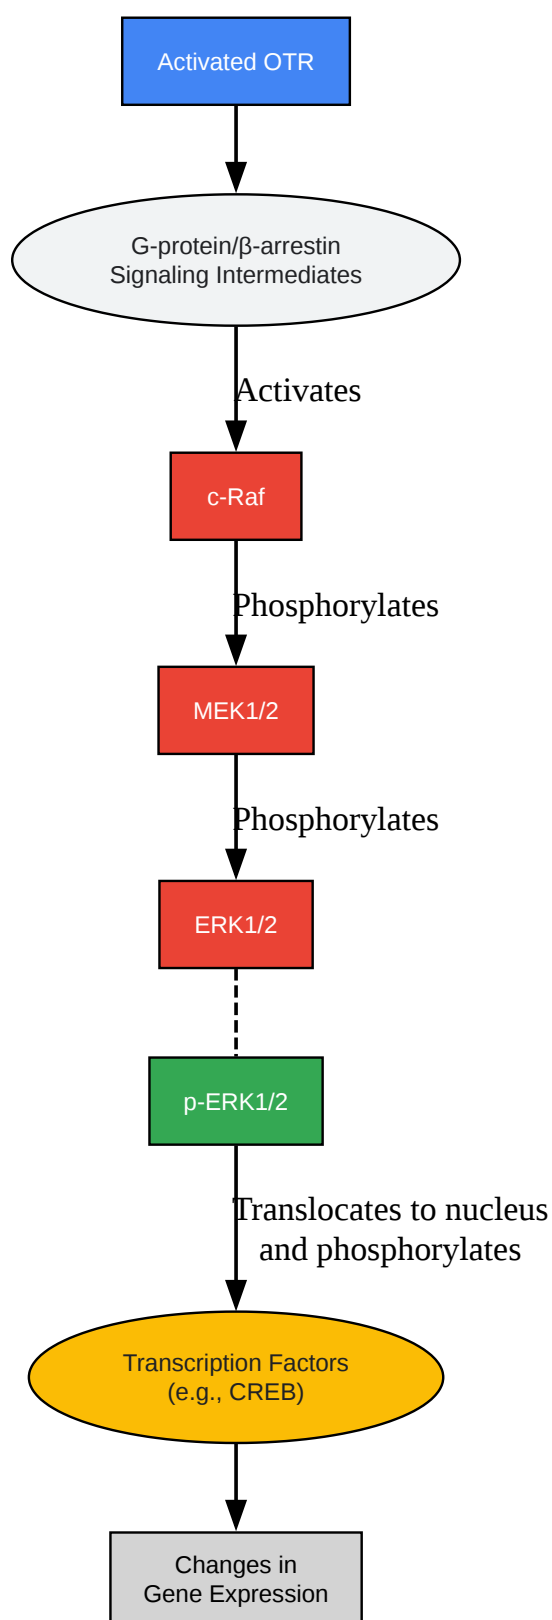 Activated OTR
G-protein/β-arrestin
Signaling Intermediates
Activates
c-Raf
Phosphorylates
MEK1/2
Phosphorylates
ERK1/2
p-ERK1/2
Translocates to nucleus
and phosphorylates
Transcription Factors
(e.g., CREB)
Changes in
Gene Expression